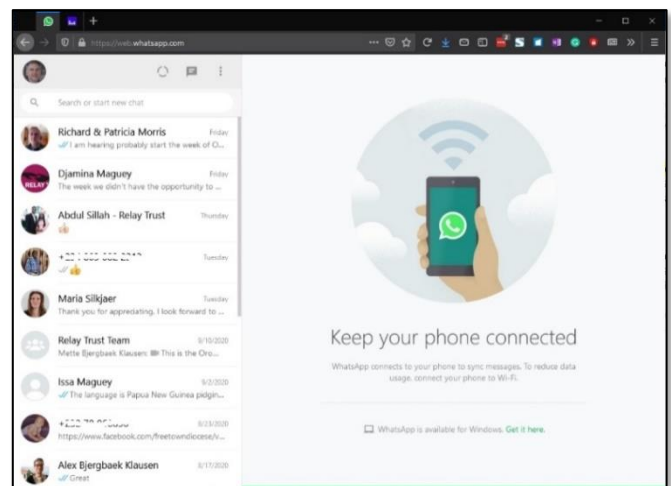 https://web.whatsapp.com
Search or start new chat
Richard & Patricia Morris Friday
I am hearing probably start the week of O...
Djamina Maguey Friday
The week we didn't have the opportunity to ...
RELAY
Abdul Sillah - Relay Trust Thursday
Tuesday
Maria Silkjaer Tuesday
Thank you for appreciating. I look forward to ...
Relay Trust Team 9/10/2020
Mette Bjergbaek Klausen: This is the Oro...
Issa Maguey 9/2/2020
The language is Papua New Guinea pidgin...
8/23/2020
https://www.facebook.com/freetowndiocese/v...
Alex Bjergbaek Klausen 8/17/2020
Great
Keep your phone connected
WhatsApp connects to your phone to sync messages. To reduce data
usage, connect your phone to Wi-Fi.
WhatsApp is available for Windows. Get it here.